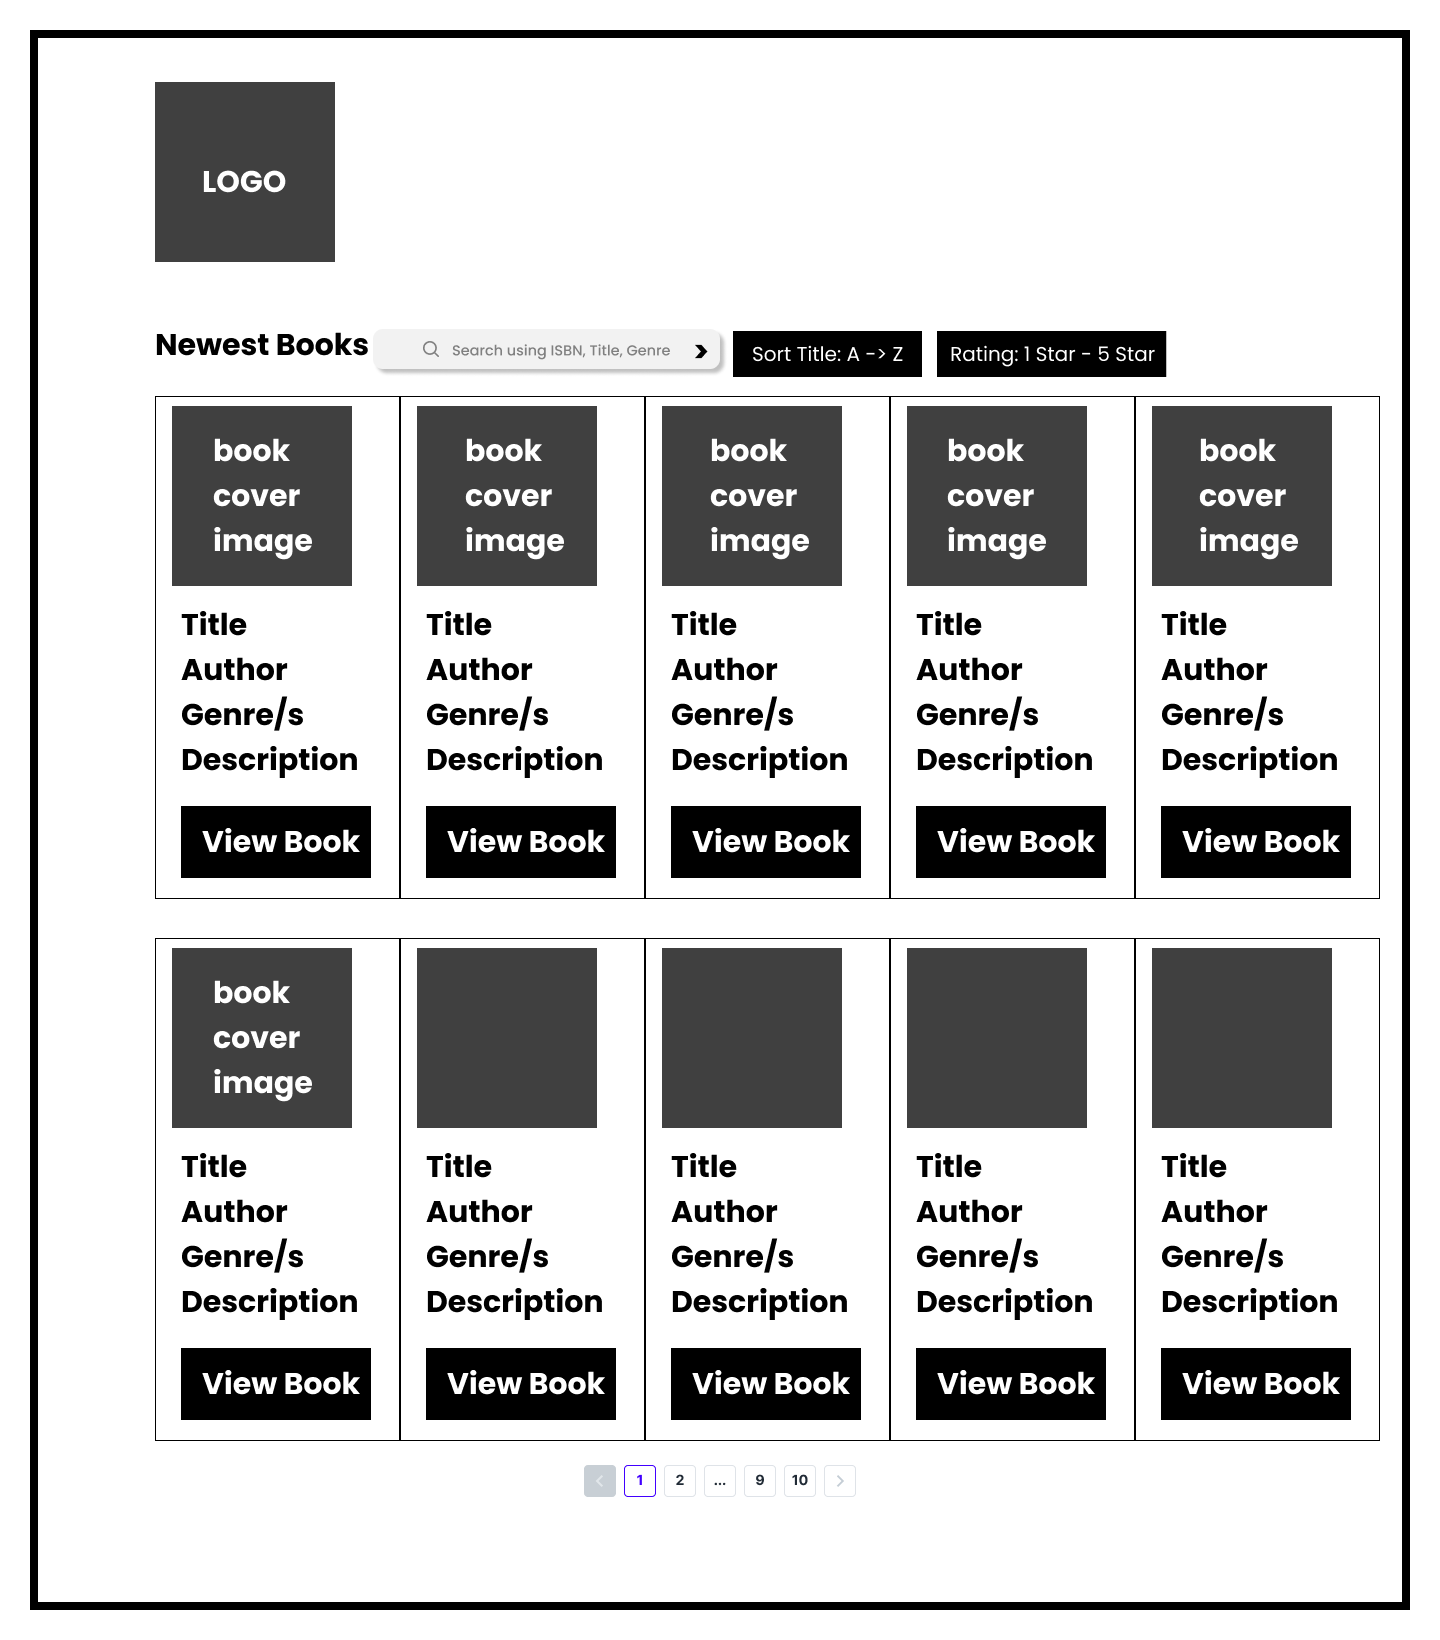 LOGO
Newest Books
Search using ISBN, Title, Genre
Sort Title: A -> Z
Rating: 1 Star - 5 Star
book
cover
image
Title
Author
Genre/s
Description
View Book
book
cover
image
Title
Author
Genre/s
Description
View Book
book
cover
image
Title
Author
Genre/s
Description
View Book
book
cover
image
Title
Author
Genre/s
Description
View Book
book
cover
image
Title
Author
Genre/s
Description
View Book
book
cover
image
Title
Author
Genre/s
Description
View Book
Title
Author
Genre/s
Description
View Book
Title
Author
Genre/s
Description
View Book
Title
Author
Genre/s
Description
View Book
Title
Author
Genre/s
Description
View Book
1 2 ... 9 10